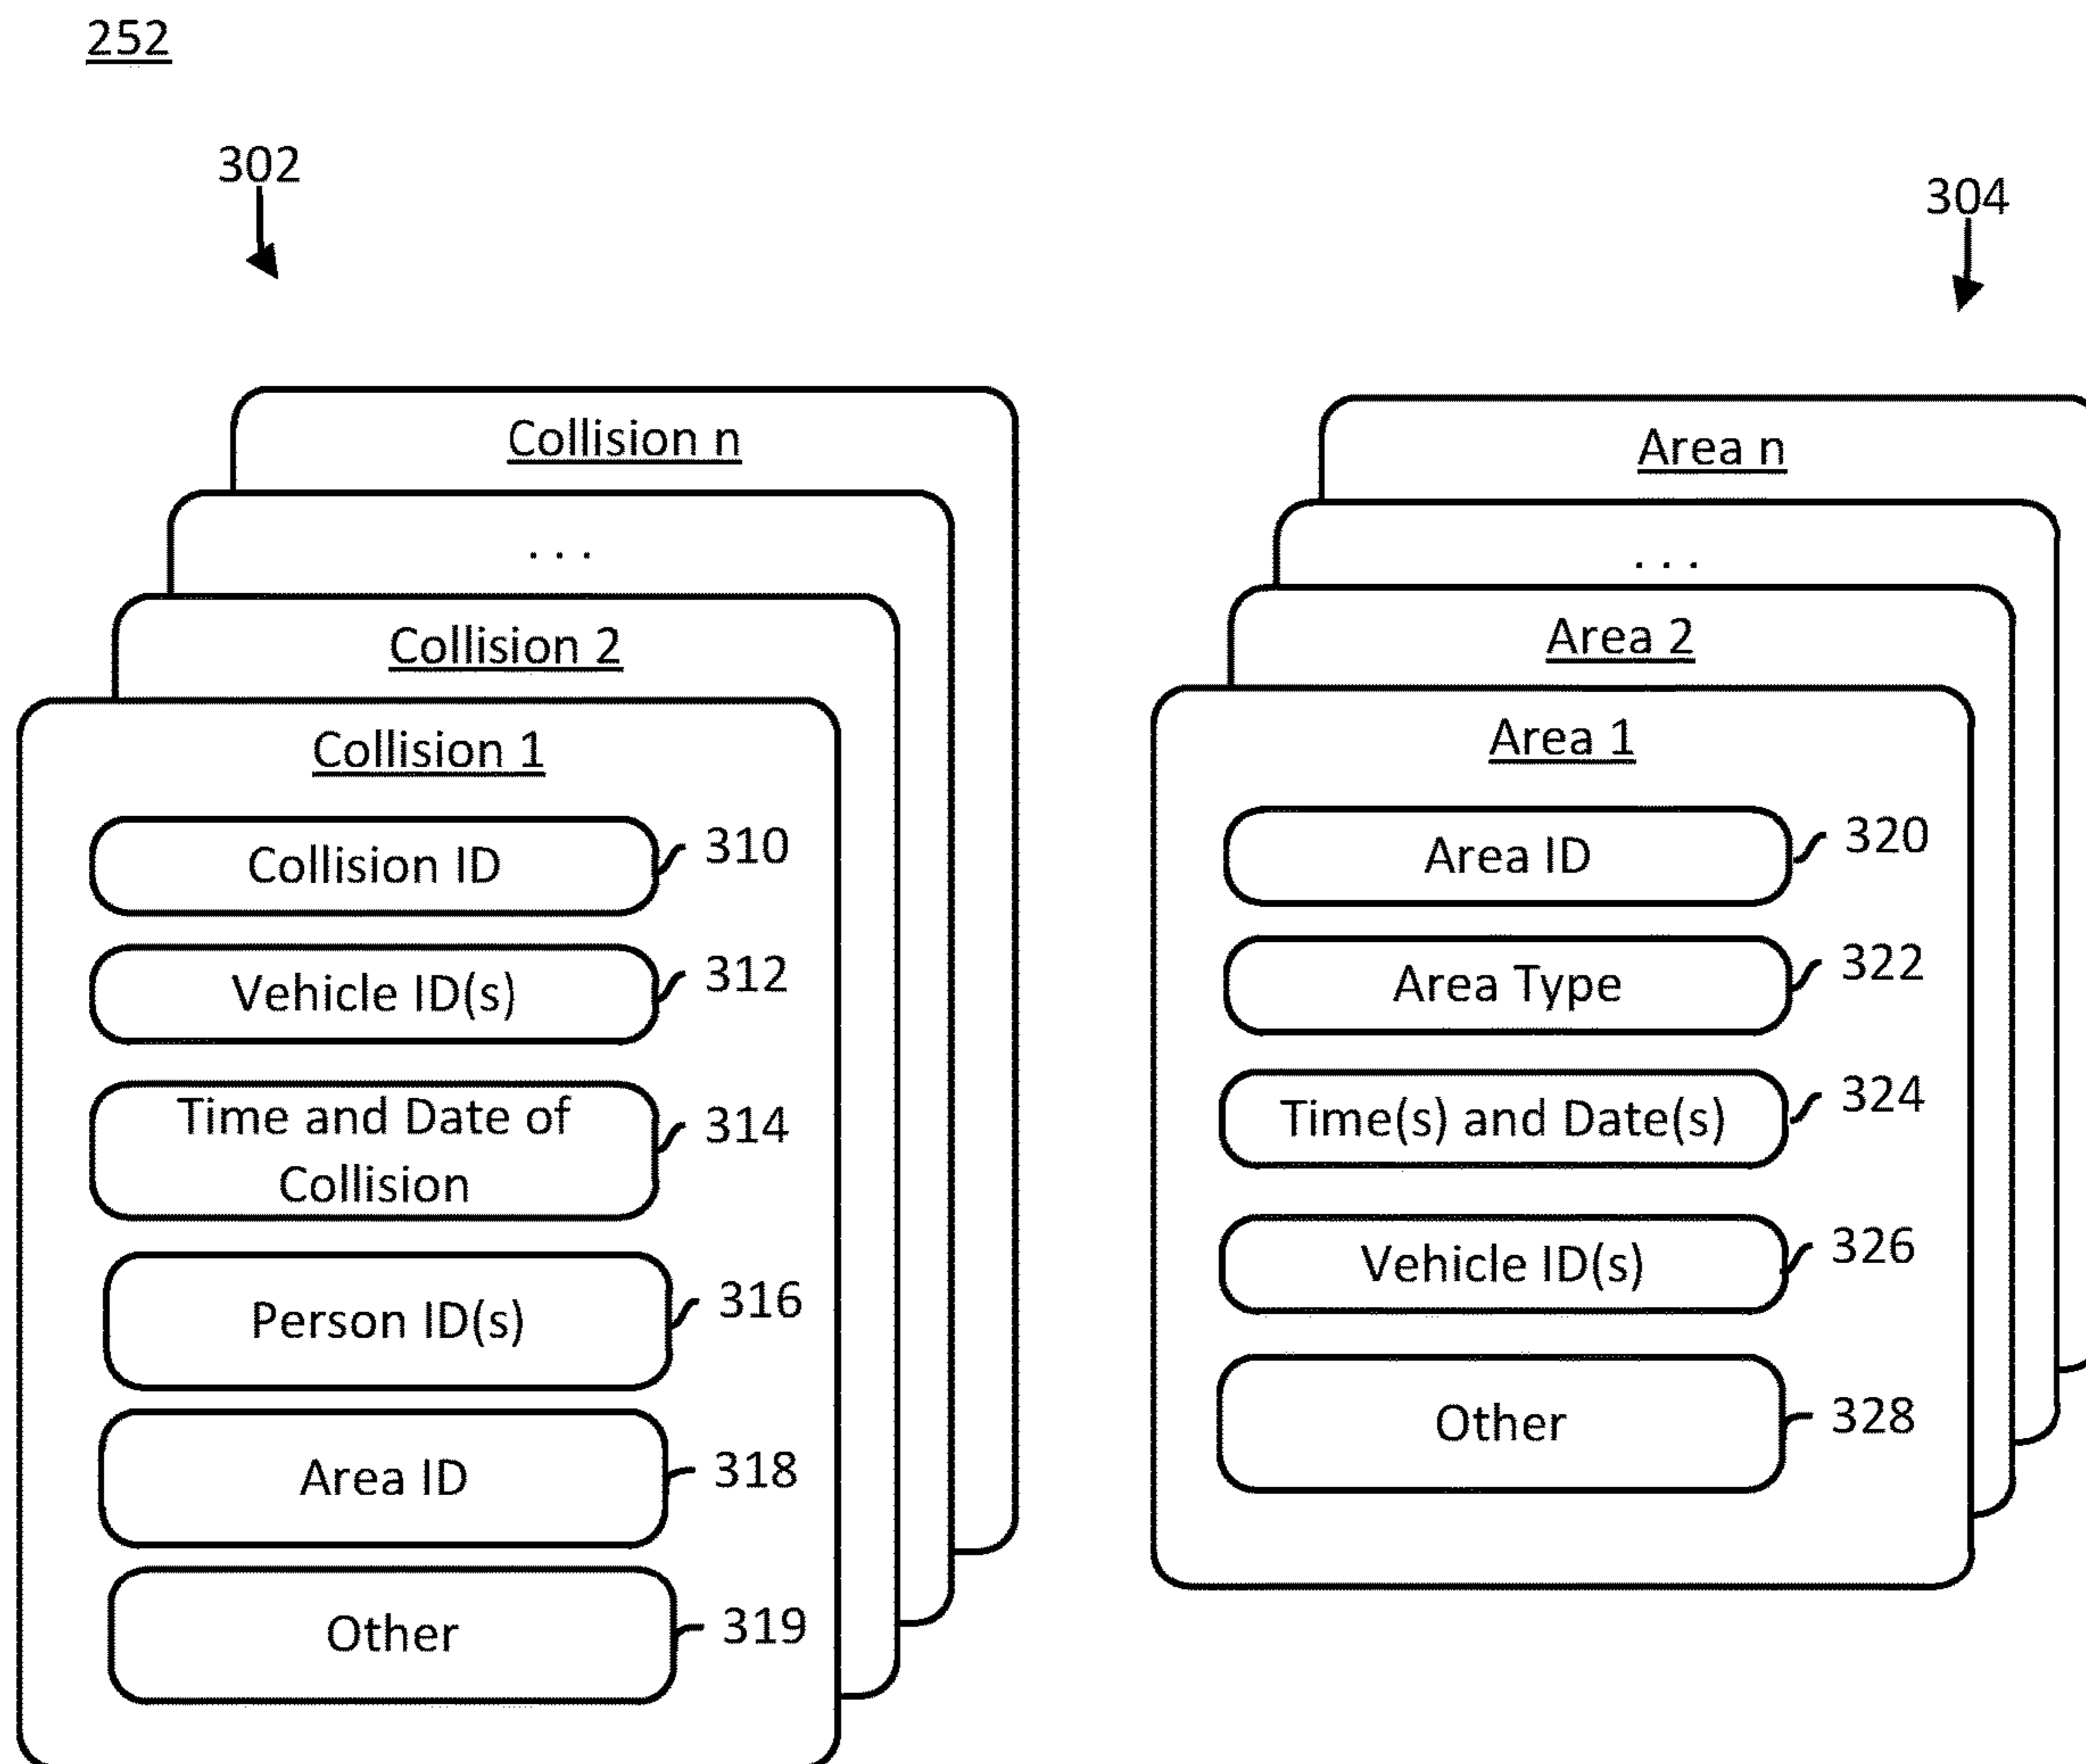 252
302
304
Collision n
. . .
Collision 2
Collision 1
Collision ID
310
Vehicle ID(s)
312
Time and Date of
Collision
314
Person ID(s)
316
Area ID
318
Other
319
Area n
. . .
Area 2
Area 1
Area ID
320
Area Type
322
Time(s) and Date(s)
324
Vehicle ID(s)
326
Other
328